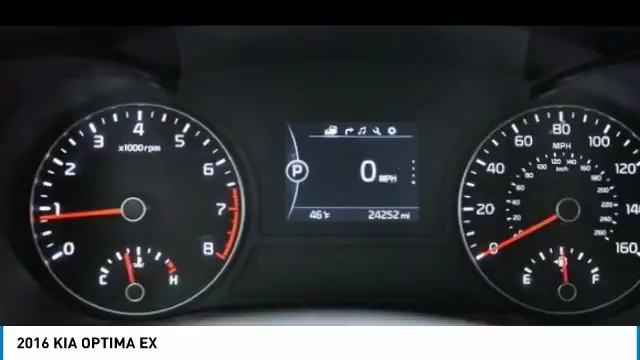 4
3 5
x1000rpm
2 6
1 7
0 8
C H
P 0 MPH
46°F 24252 mi
80
60 100
MPH
40 120
km/h
20 140
0 160
E F
2016 KIA OPTIMA EX